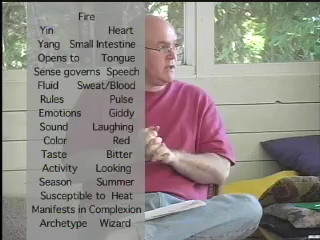 Fire
Yin Heart
Yang Small Intestine
Opens to Tongue
Sense governs Speech
Fluid Sweat/Blood
Rules Pulse
Emotions Giddy
Sound Laughing
Color Red
Taste Bitter
Activity Looking
Season Summer
Susceptible to Heat
Manifests in Complexion
Archetype Wizard